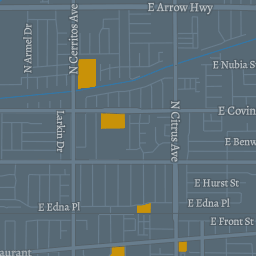 E Arrow Hwy
N Cerritos Ave
N Armel Dr
E Nubia S
E Covin
N Citrus Ave
Larkin Dr
E Benw
E Hurst St
E Edna Pl
E Edna Pl
E Front St
aurant